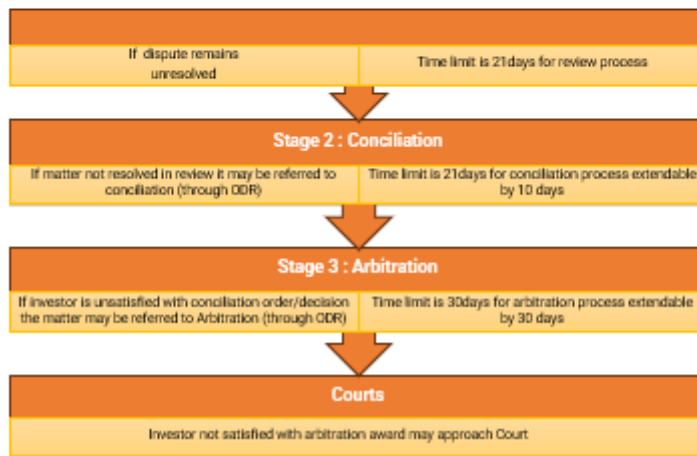 If dispute remains
unresolved
Time limit is 21days for review process
Stage 2 : Conciliation
If matter not resolved in review it may be referred to
conciliation (through ODR)
Time limit is 21days for conciliation process extendable
by 10 days
Stage 3 : Arbitration
If investor is unsatisfied with conciliation order/decision
the matter may be referred to Arbitration (through ODR)
Time limit is 30days for arbitration process extendable
by 30 days
Courts
Investor not satisfied with arbitration award may approach Court